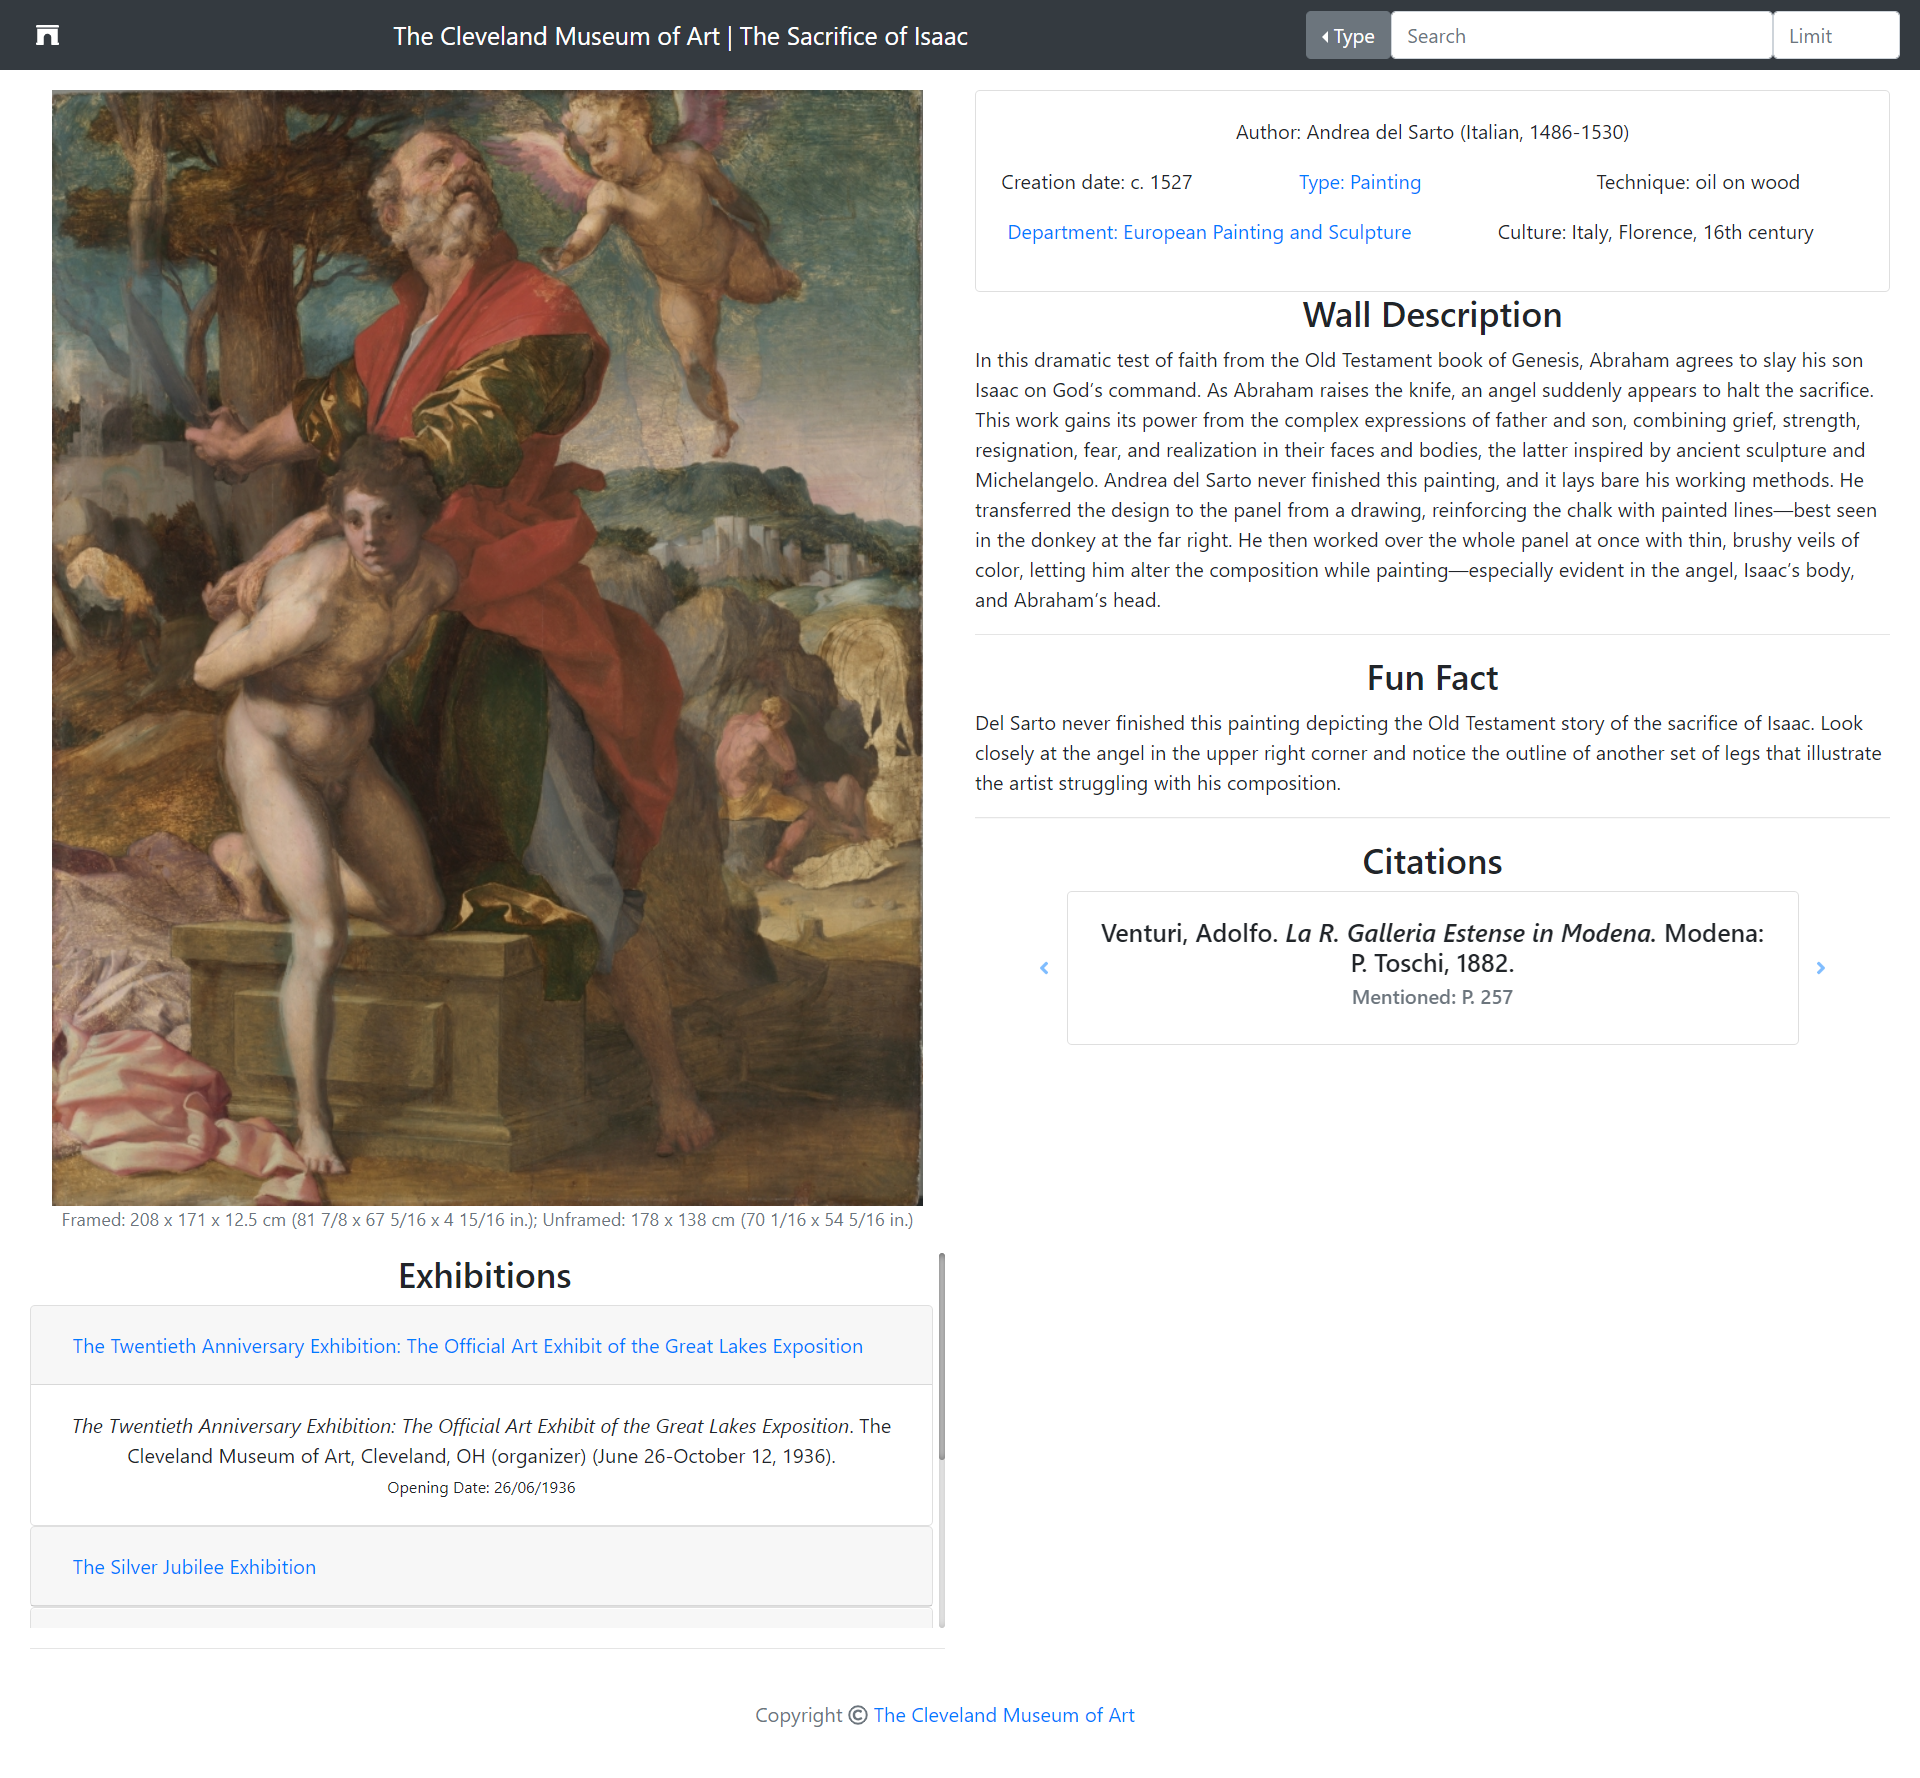 The Cleveland Museum of Art | The Sacrifice of Isaac
Type
Search
Limit
Author: Andrea del Sarto (Italian, 1486-1530)
Creation date: c. 1527
Type: Painting
Technique: oil on wood
Department: European Painting and Sculpture
Culture: Italy, Florence, 16th century
Wall Description
In this dramatic test of faith from the Old Testament book of Genesis, Abraham agrees to slay his son
Isaac on God’s command. As Abraham raises the knife, an angel suddenly appears to halt the sacrifice.
This work gains its power from the complex expressions of father and son, combining grief, strength,
resignation, fear, and realization in their faces and bodies, the latter inspired by ancient sculpture and
Michelangelo. Andrea del Sarto never finished this painting, and it lays bare his working methods. He
transferred the design to the panel from a drawing, reinforcing the chalk with painted lines—best seen
in the donkey at the far right. He then worked over the whole panel at once with thin, brushy veils of
color, letting him alter the composition while painting—especially evident in the angel, Isaac’s body,
and Abraham’s head.
Fun Fact
Del Sarto never finished this painting depicting the Old Testament story of the sacrifice of Isaac. Look
closely at the angel in the upper right corner and notice the outline of another set of legs that illustrate
the artist struggling with his composition.
Citations
Venturi, Adolfo. La R. Galleria Estense in Modena. Modena:
P. Toschi, 1882.
Mentioned: P. 257
Framed: 208 x 171 x 12.5 cm (81 7/8 x 67 5/16 x 4 15/16 in.); Unframed: 178 x 138 cm (70 1/16 x 54 5/16 in.)
Exhibitions
The Twentieth Anniversary Exhibition: The Official Art Exhibit of the Great Lakes Exposition
The Twentieth Anniversary Exhibition: The Official Art Exhibit of the Great Lakes Exposition. The
Cleveland Museum of Art, Cleveland, OH (organizer) (June 26-October 12, 1936).
Opening Date: 26/06/1936
The Silver Jubilee Exhibition
Copyright © The Cleveland Museum of Art